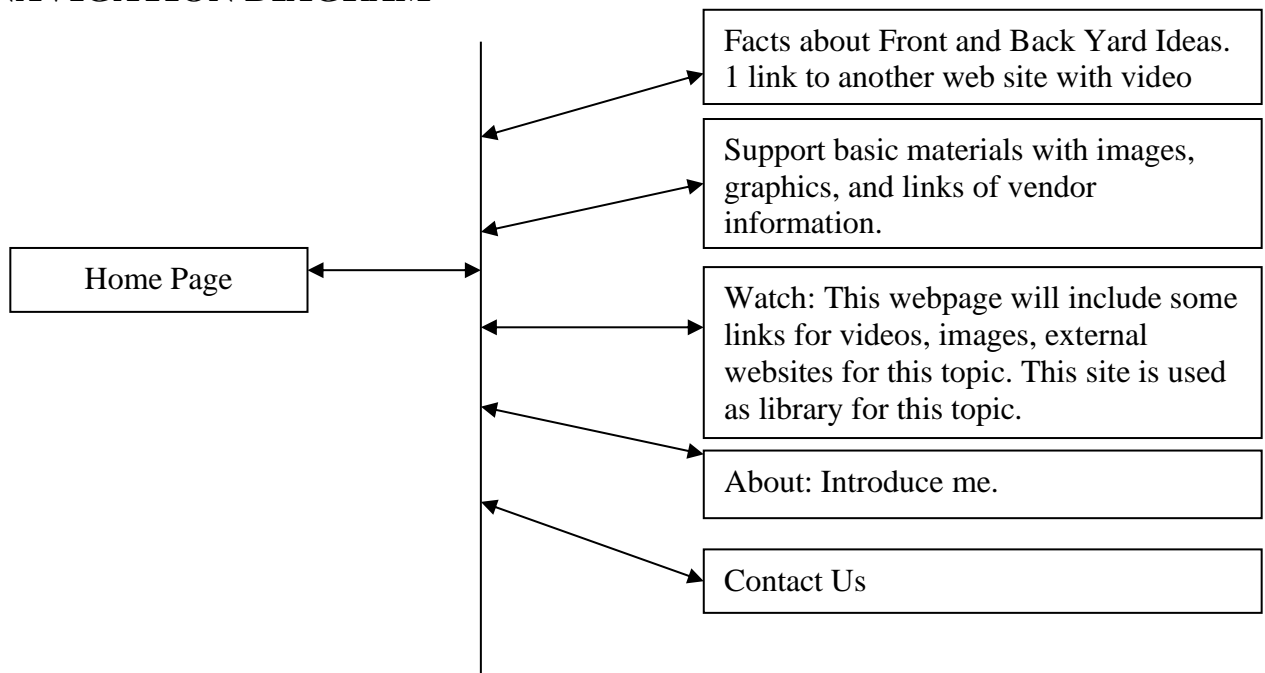 Facts about Front and Back Yard Ideas.
1 link to another web site with video
Support basic materials with images,
graphics, and links of vendor
information.
Home Page
Watch: This webpage will include some
links for videos, images, external
websites for this topic. This site is used
as library for this topic.
About: Introduce me.
Contact Us